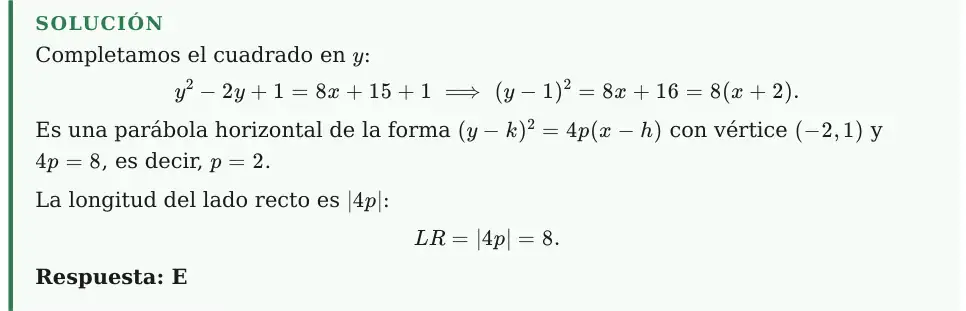 SOLUCIÓN
Completamos el cuadrado en y:
y² − 2y + 1 = 8x + 15 + 1 ⟹ (y − 1)² = 8x + 16 = 8(x + 2).
Es una parábola horizontal de la forma (y − k)² = 4p(x − h) con vértice (−2, 1) y
4p = 8, es decir, p = 2.
La longitud del lado recto es |4p|:
LR = |4p| = 8.
Respuesta: E